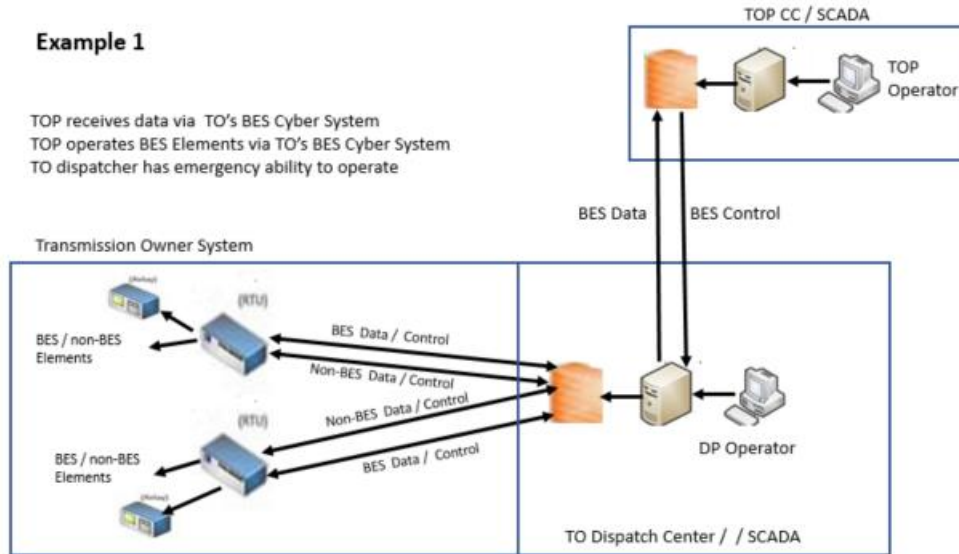 TOP CC / SCADA
Example 1
TOP
Operator
TOP receives data via TO's BES Cyber System
TOP operates BES Elements via TO's BES Cyber System
TO dispatcher has emergency ability to operate
BES Data
BES Control
Transmission Owner System
(Relay)
(RTU)
BES / non-BES
Elements
BES Data / Control
Non-BES Data / Control
Non-BES Data / Control
BES Data / Control
(RTU)
BES / non-BES
Elements
(Relay)
DP Operator
TO Dispatch Center / / SCADA